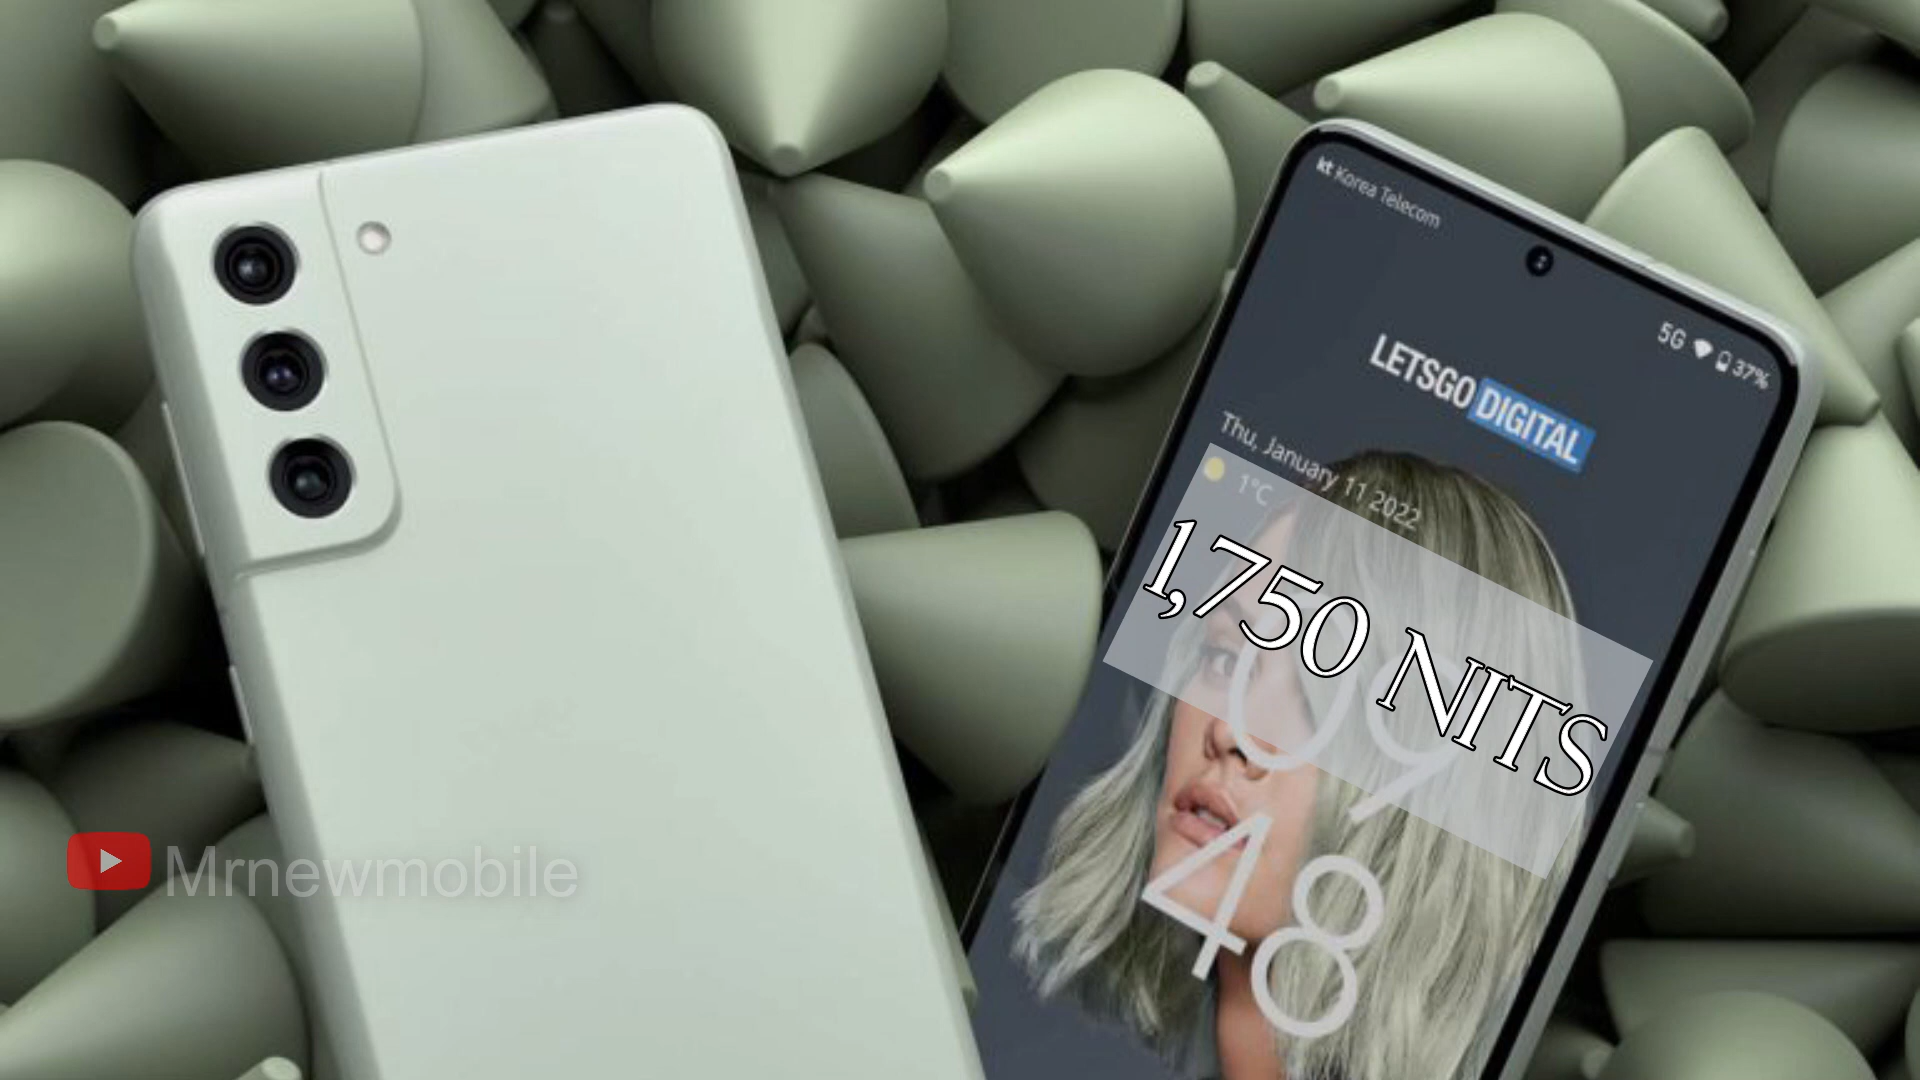 kt Korea Telecom
5G 37%
LETSGO DIGITAL
Thu, January 11 2022
1°C
1,750 NITS
09
48
Mrnewmobile